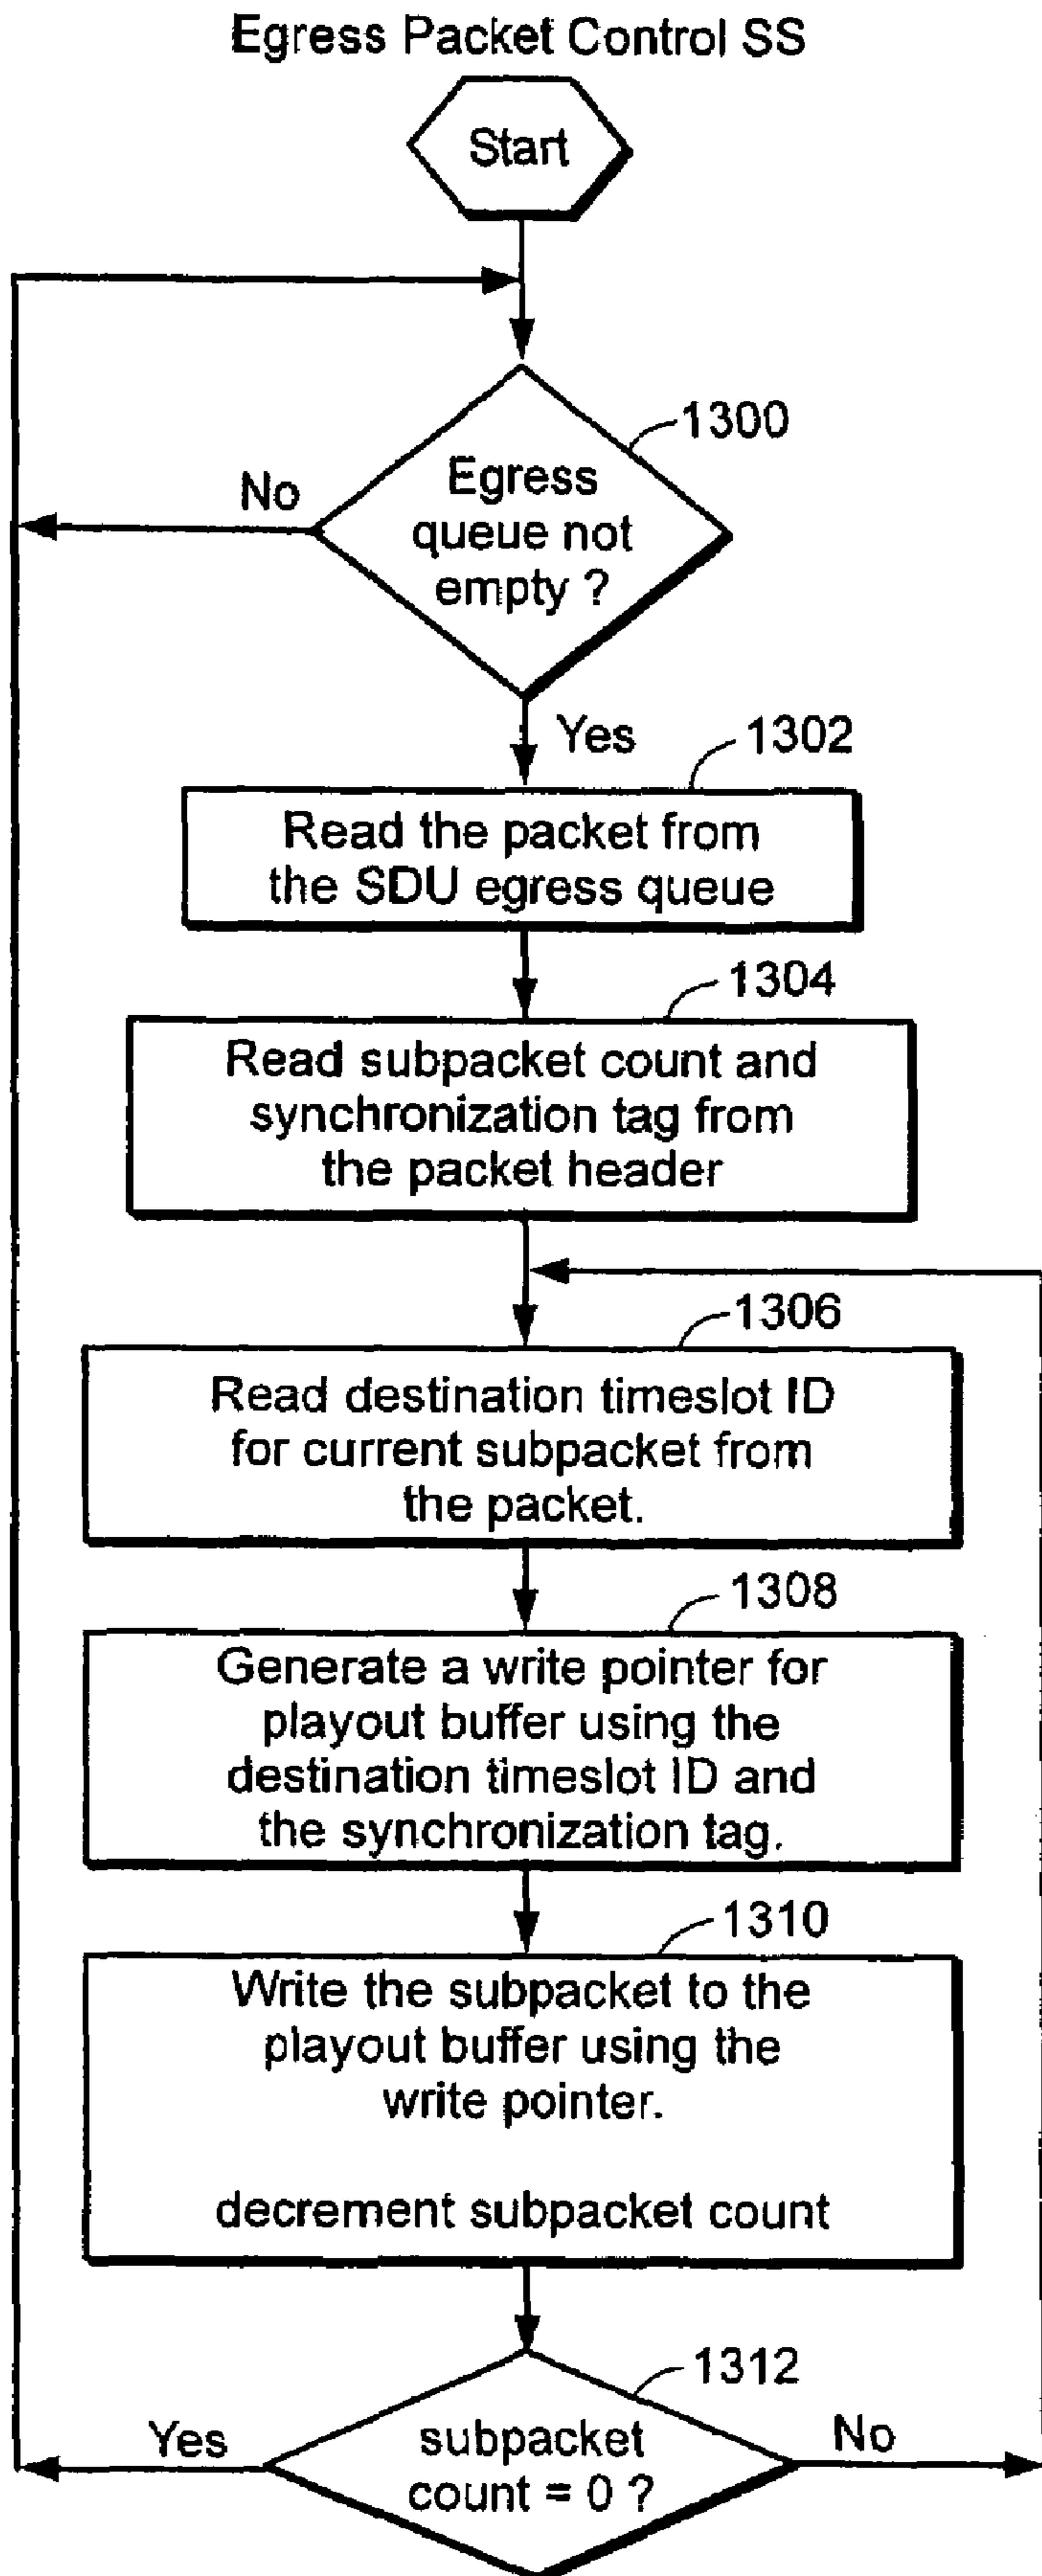 Egress Packet Control SS
Start
1300
Egress
queue not
empty ?
No
Yes
1302
Read the packet from
the SDU egress queue
1304
Read subpacket count and
synchronization tag from
the packet header
1306
Read destination timeslot ID
for current subpacket from
the packet.
1308
Generate a write pointer for
playout buffer using the
destination timeslot ID and
the synchronization tag.
1310
Write the subpacket to the
playout buffer using the
write pointer.
decrement subpacket count
1312
subpacket
count = 0 ?
Yes
No